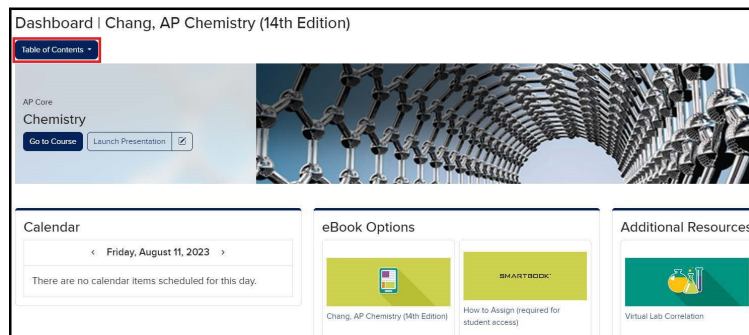 Dashboard | Chang, AP Chemistry (14th Edition)
Table of Contents
AP Core
Chemistry
Go to Course
Launch Presentation
Calendar
< Friday, August 11, 2023 >
There are no calendar items scheduled for this day.
eBook Options
Chang, AP Chemistry (14th Edition)
SMARTBOOK
How to Assign (required for
student access)
Additional Resources
Virtual Lab Correlation